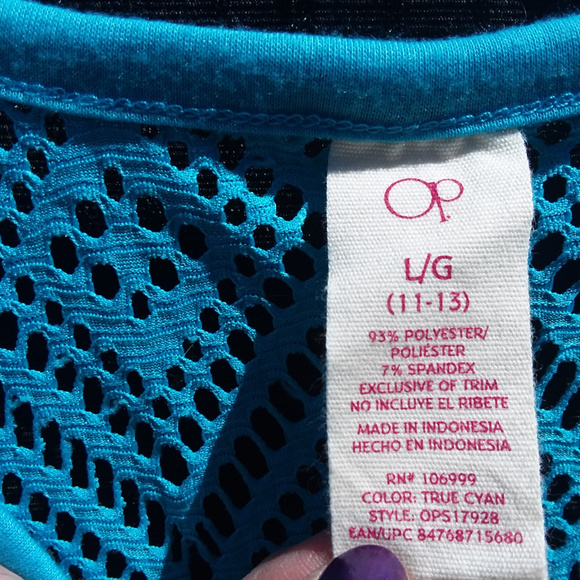 Op.
L/G
(11-13)
93% POLYESTER/
POLIÉSTER
7% SPANDEX
EXCLUSIVE OF TRIM
NO INCLUYE EL RIBETE
MADE IN INDONESIA
HECHO EN INDONESIA
RN# 106999
COLOR: TRUE CYAN
STYLE: OPS17928
EAN/UPC 84768715680